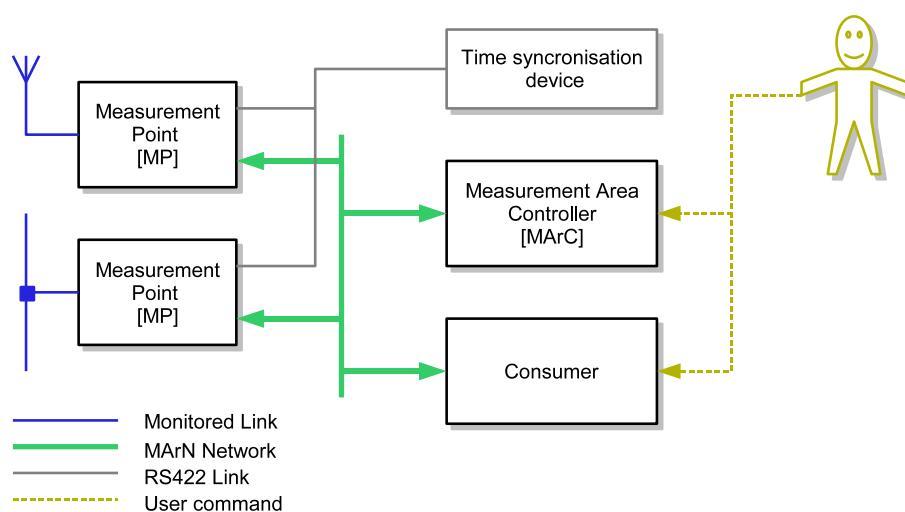 Time syncronisation
device
Measurement
Point
[MP]
Measurement Area
Controller
[MArC]
Measurement
Point
[MP]
Consumer
Monitored Link
MArN Network
RS422 Link
User command